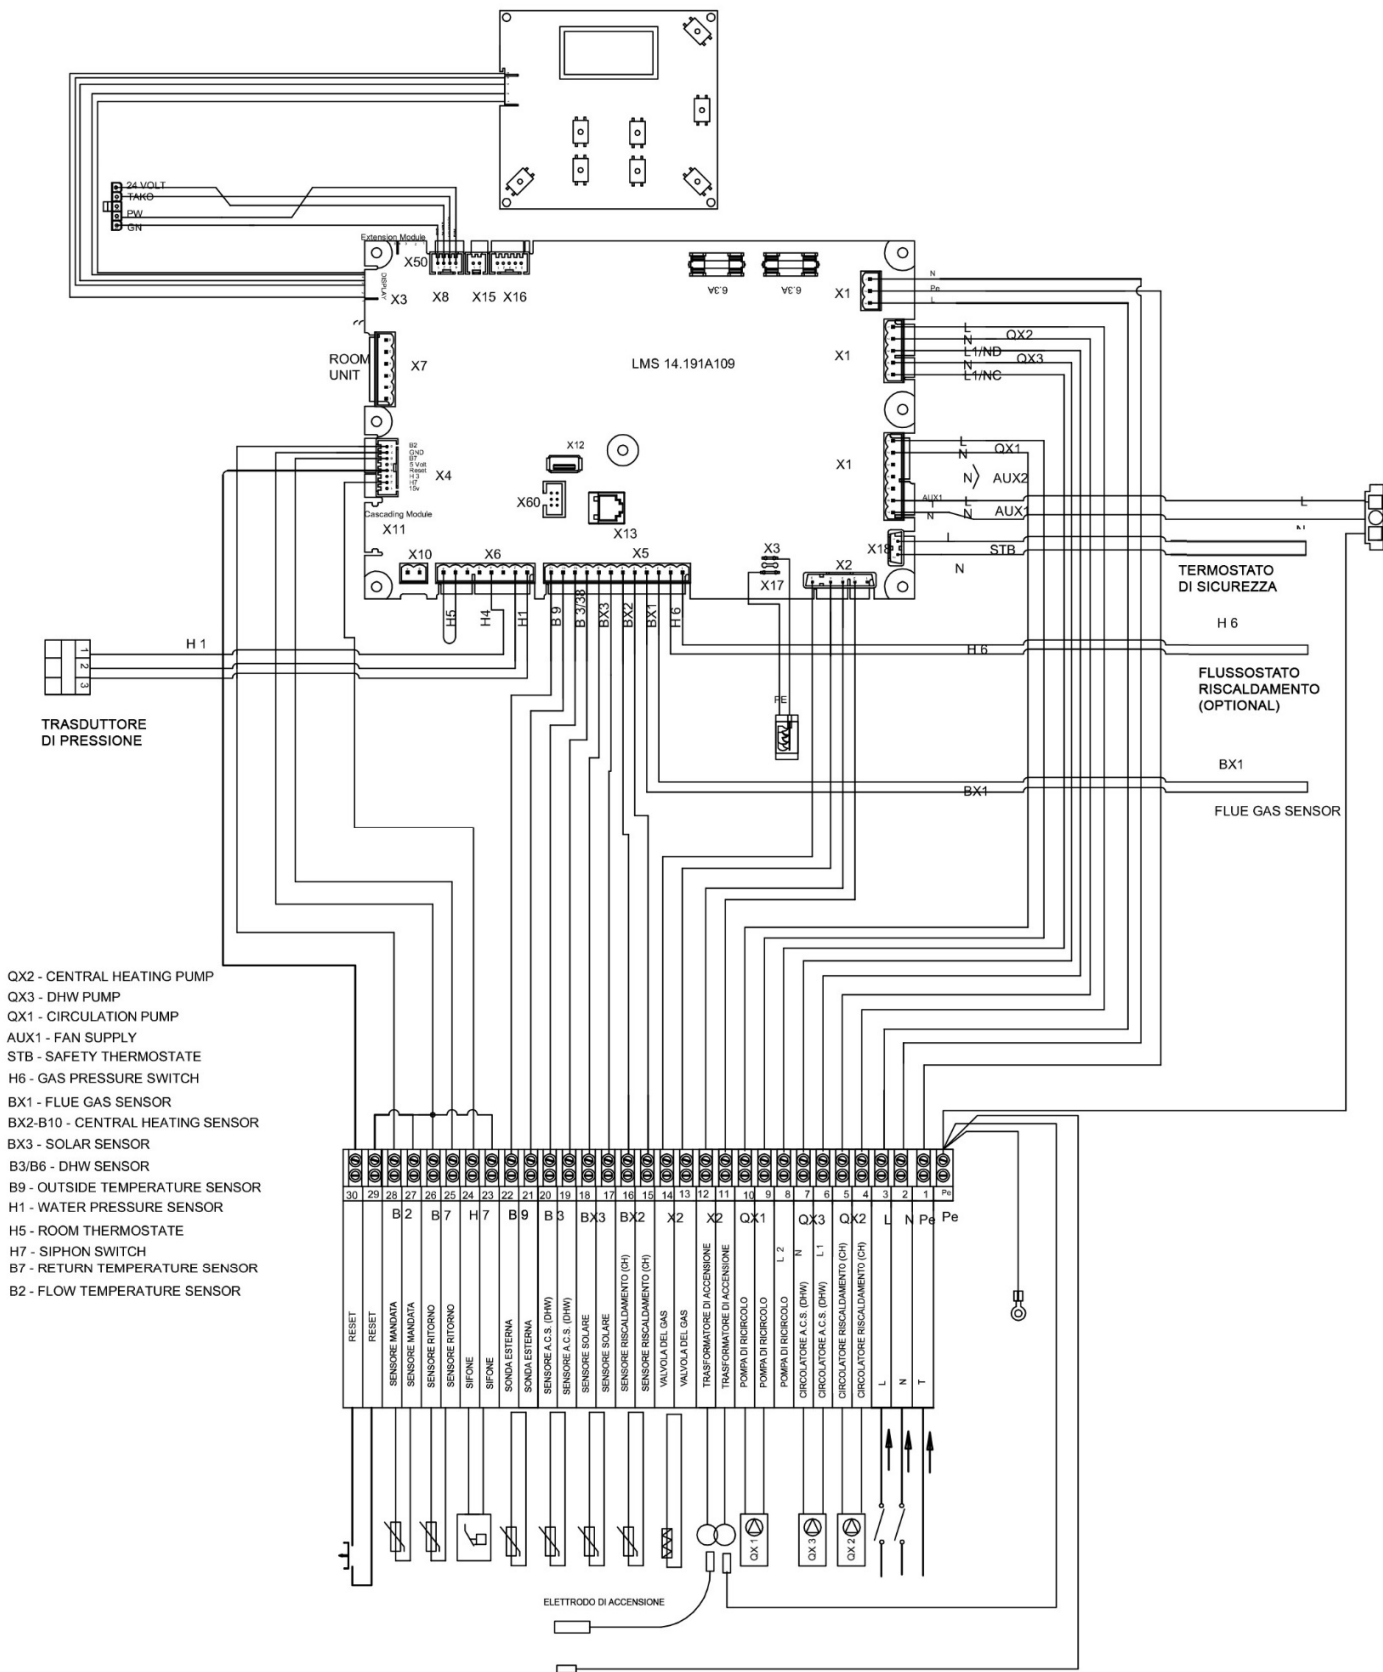 24 VOLT
TAKO
PW
GN
Extension Module
X50
DISPLAY
X3
X8
X15
X16
6.3A
6.3A
X1
N
Pe
L
ROOM
UNIT
X7
LMS 14.191A109
X1
L
QX2
N
L1/ND
QX3
N
L1/NC
B2
GND
B7
5 Volt
Reset
H 3
H7
15v
X4
Cascading Module
X11
X12
X60
X13
X1
L
QX1
N
N
AUX2
AUX1
L
L
N
N
AUX1
L
X18
L
STB
N
TERMOSTATO
DI SICUREZZA
X10
X6
X5
X3
X17
X2
H5
H4
H1
B 9
B 3/38
BX3
BX2
BX1
H 6
H 1
1
2
3
TRASDUTTORE
DI PRESSIONE
H 6
H 6
FLUSSOSTATO
RISCALDAMENTO
(OPTIONAL)
PE
BX1
BX1
FLUE GAS SENSOR
QX2 - CENTRAL HEATING PUMP
QX3 - DHW PUMP
QX1 - CIRCULATION PUMP
AUX1 - FAN SUPPLY
STB - SAFETY THERMOSTATE
H6 - GAS PRESSURE SWITCH
BX1 - FLUE GAS SENSOR
BX2-B10 - CENTRAL HEATING SENSOR
BX3 - SOLAR SENSOR
B3/B6 - DHW SENSOR
B9 - OUTSIDE TEMPERATURE SENSOR
H1 - WATER PRESSURE SENSOR
H5 - ROOM THERMOSTATE
H7 - SIPHON SWITCH
B7 - RETURN TEMPERATURE SENSOR
B2 - FLOW TEMPERATURE SENSOR
30 29 28 27 26 25 24 23 22 21 20 19 18 17 16 15 14 13 12 11 10 9 8 7 6 5 4 3 2 1 Pe
B 2 B 7 H 7 B 9 B 3 BX3 BX2 X2 X2 QX1 QX3 QX2 L N Pe Pe
L 2
N
L 1
RESET
RESET
SENSORE MANDATA
SENSORE MANDATA
SENSORE RITORNO
SENSORE RITORNO
SIFONE
SIFONE
SONDA ESTERNA
SONDA ESTERNA
SENSORE A.C.S. (DHW)
SENSORE A.C.S. (DHW)
SENSORE SOLARE
SENSORE SOLARE
SENSORE RISCALDAMENTO (CH)
SENSORE RISCALDAMENTO (CH)
VALVOLA DEL GAS
VALVOLA DEL GAS
TRASFORMATORE DI ACCENSIONE
TRASFORMATORE DI ACCENSIONE
POMPA DI RICIRCOLO
POMPA DI RICIRCOLO
POMPA DI RICIRCOLO
CIRCOLATORE A.C.S. (DHW)
CIRCOLATORE A.C.S. (DHW)
CIRCOLATORE RISCALDAMENTO (CH)
CIRCOLATORE RISCALDAMENTO (CH)
L
N
T
QX 1
QX 3
QX 2
ELETTRODO DI ACCENSIONE